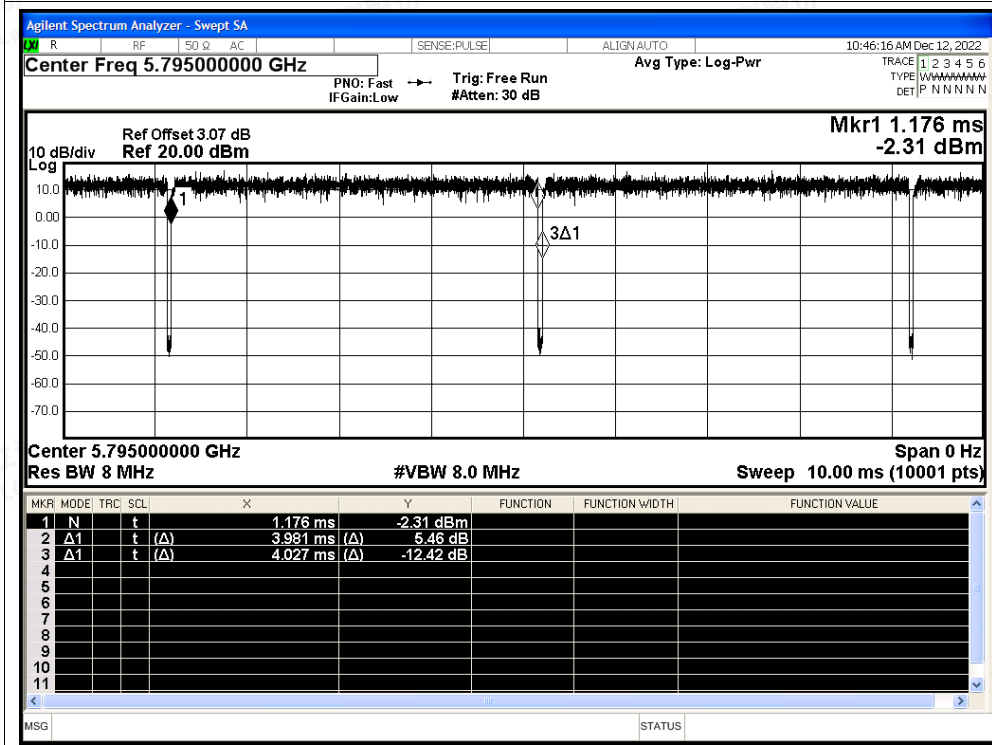 Agilent Spectrum Analyzer - Swept SA
LXI R RF 50 Ω AC SENSE:PULSE ALIGN AUTO 10:46:16 AM Dec 12, 2022
Center Freq 5.795000000 GHz
PNO: Fast
IFGain:Low
Trig: Free Run
#Atten: 30 dB
Avg Type: Log-Pwr
TRACE 1 2 3 4 5 6
TYPE WWWWWW
DET P N N N N N
Mkr1 1.176 ms
-2.31 dBm
Ref Offset 3.07 dB
10 dB/div Ref 20.00 dBm
Log
10.0
0.00
-10.0
-20.0
-30.0
-40.0
-50.0
-60.0
-70.0
1
3Δ1
Center 5.795000000 GHz Span 0 Hz
Res BW 8 MHz #VBW 8.0 MHz Sweep 10.00 ms (10001 pts)
MKR MODE TRC SCL X Y FUNCTION FUNCTION WIDTH FUNCTION VALUE
1 N t 1.176 ms -2.31 dBm
2 Δ1 t (Δ) 3.981 ms (Δ) 5.46 dB
3 Δ1 t (Δ) 4.027 ms (Δ) -12.42 dB
4
5
6
7
8
9
10
11
MSG STATUS